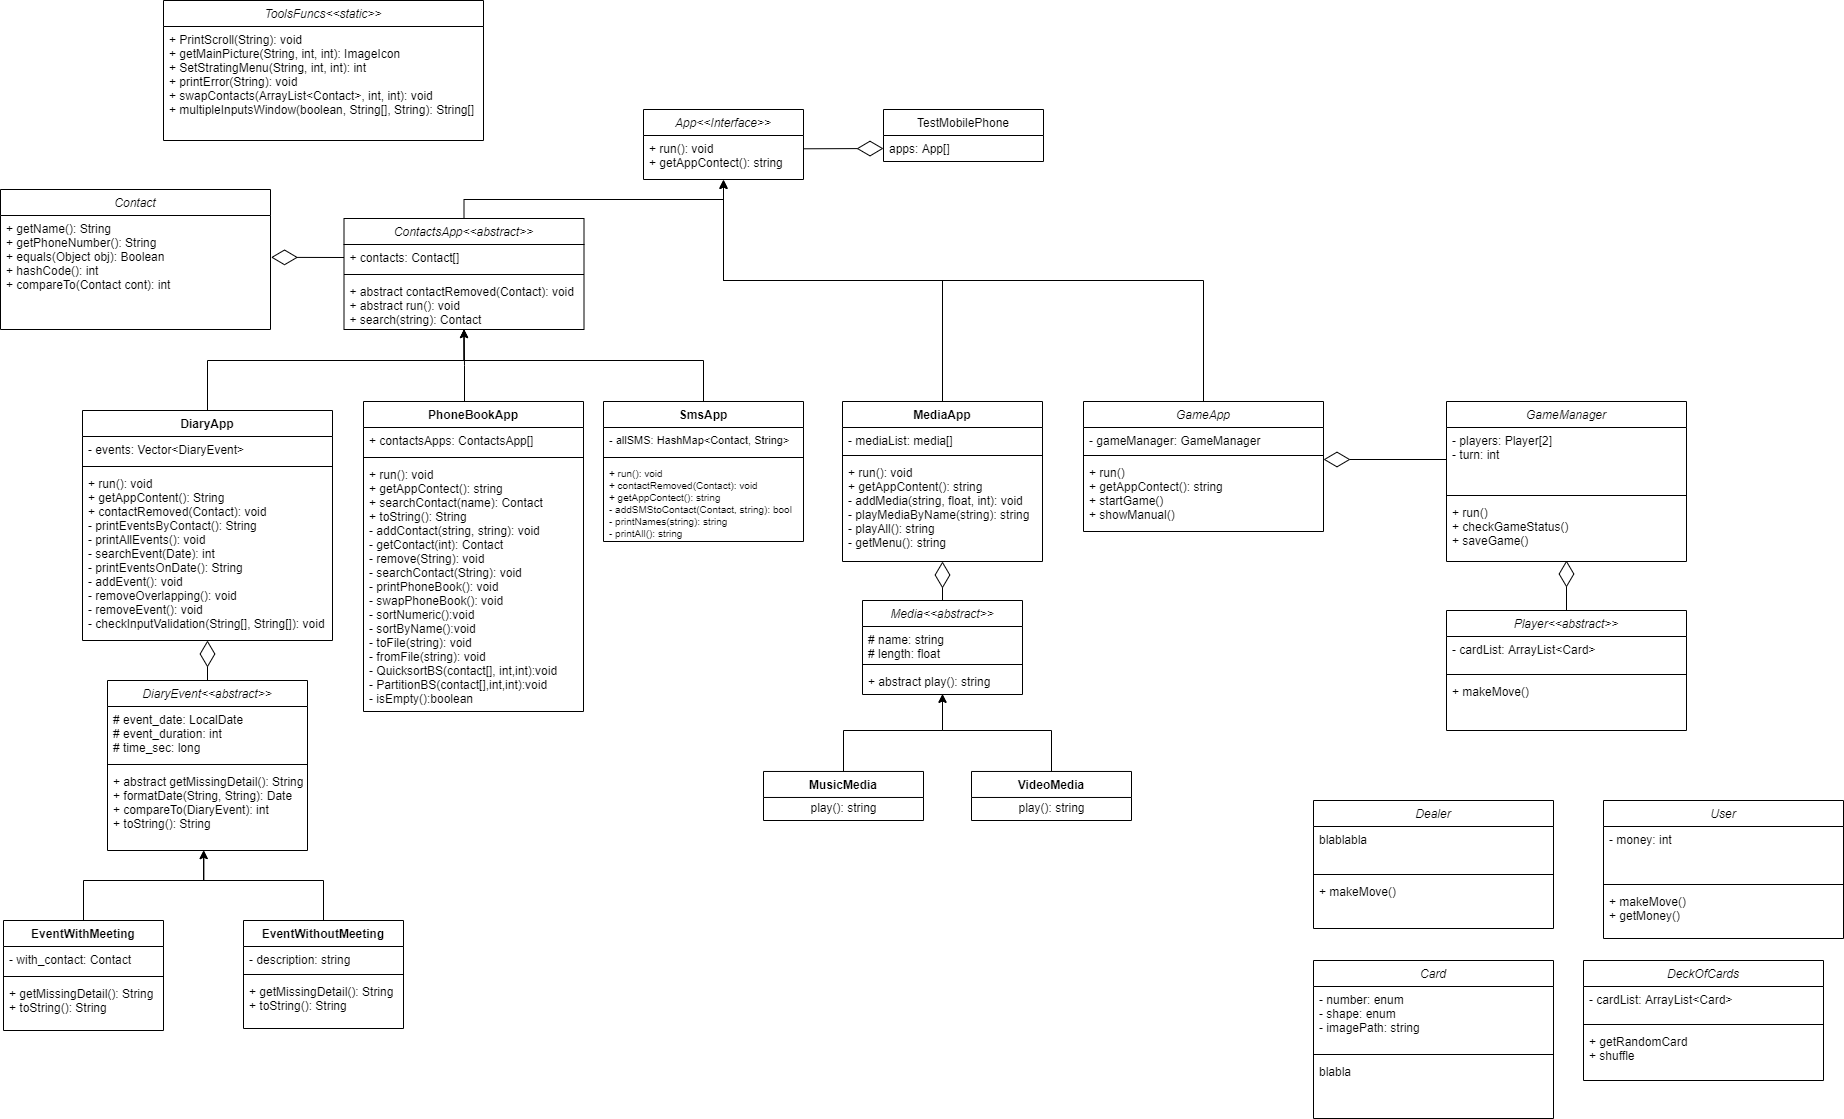 ToolsFuncs<<static>>
+ PrintScroll(String): void
+ getMainPicture(String, int, int): ImageIcon
+ SetStratingMenu(String, int, int): int
+ printError(String): void
+ swapContacts(ArrayList<Contact>, int, int): void
+ multipleInputsWindow(boolean, String[], String): String[]
App<<Interface>>
+ run(): void
+ getAppContect(): string
TestMobilePhone
apps: App[]
Contact
+ getName(): String
+ getPhoneNumber(): String
+ equals(Object obj): Boolean
+ hashCode(): int
+ compareTo(Contact cont): int
ContactsApp<<abstract>>
+ contacts: Contact[]
+ abstract contactRemoved(Contact): void
+ abstract run(): void
+ search(string): Contact
DiaryApp
- events: Vector<DiaryEvent>
+ run(): void
+ getAppContent(): String
+ contactRemoved(Contact): void
- printEventsByContact(): String
- printAllEvents(): void
- searchEvent(Date): int
- printEventsOnDate(): String
- addEvent(): void
- removeOverlapping(): void
- removeEvent(): void
- checkInputValidation(String[], String[]): void
PhoneBookApp
+ contactsApps: ContactsApp[]
+ run(): void
+ getAppContect(): string
+ searchContact(name): Contact
+ toString(): String
- addContact(string, string): void
- getContact(int): Contact
- remove(String): void
- searchContact(String): void
- printPhoneBook(): void
- swapPhoneBook(): void
- sortNumeric():void
- sortByName():void
- toFile(string): void
- fromFile(string): void
- QuicksortBS(contact[], int,int):void
- PartitionBS(contact[],int,int):void
- isEmpty():boolean
SmsApp
- allSMS: HashMap<Contact, String>
+ run(): void
+ contactRemoved(Contact): void
+ getAppContect(): string
- addSMStoContact(Contact, string): bool
- printNames(string): string
- printAll(): string
MediaApp
- mediaList: media[]
+ run(): void
+ getAppContent(): string
- addMedia(string, float, int): void
- playMediaByName(string): string
- playAll(): string
- getMenu(): string
GameApp
- gameManager: GameManager
+ run()
+ getAppContect(): string
+ startGame()
+ showManual()
GameManager
- players: Player[2]
- turn: int
+ run()
+ checkGameStatus()
+ saveGame()
Media<<abstract>>
# name: string
# length: float
+ abstract play(): string
Player<<abstract>>
- cardList: ArrayList<Card>
+ makeMove()
DiaryEvent<<abstract>>
# event_date: LocalDate
# event_duration: int
# time_sec: long
+ abstract getMissingDetail(): String
+ formatDate(String, String): Date
+ compareTo(DiaryEvent): int
+ toString(): String
MusicMedia
play(): string
VideoMedia
play(): string
Dealer
blablabla
+ makeMove()
User
- money: int
+ makeMove()
+ getMoney()
EventWithMeeting
- with_contact: Contact
+ getMissingDetail(): String
+ toString(): String
EventWithoutMeeting
- description: string
+ getMissingDetail(): String
+ toString(): String
Card
- number: enum
- shape: enum
- imagePath: string
blabla
DeckOfCards
- cardList: ArrayList<Card>
+ getRandomCard
+ shuffle